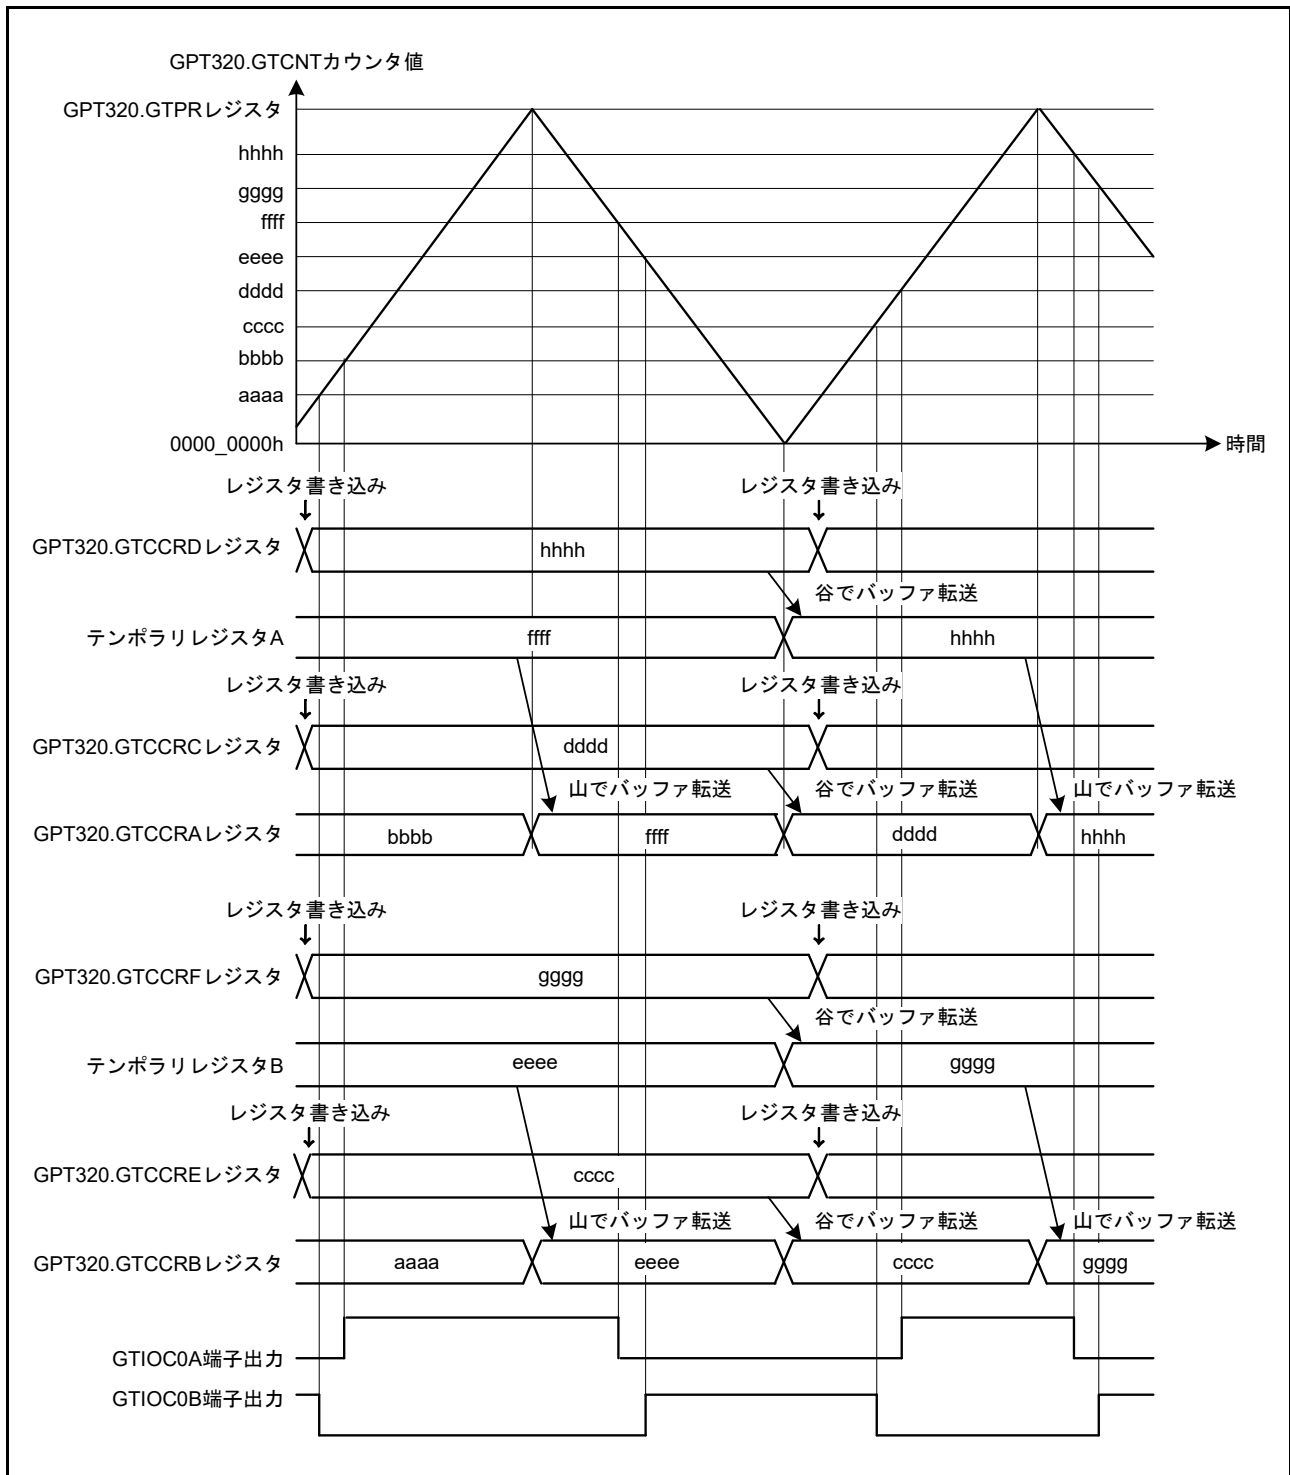 GPT320.GTCNTカウンタ値
GPT320.GTPRレジスタ
hhhh
gggg
ffff
eeee
dddd
cccc
bbbb
aaaa
0000_0000h
時間
レジスタ書き込み
レジスタ書き込み
GPT320.GTCCRDレジスタ
hhhh
谷でバッファ転送
テンポラリレジスタA
ffff
hhhh
レジスタ書き込み
レジスタ書き込み
GPT320.GTCCRCレジスタ
dddd
山でバッファ転送
谷でバッファ転送
山でバッファ転送
GPT320.GTCCRAレジスタ
bbbb
ffff
dddd
hhhh
レジスタ書き込み
レジスタ書き込み
GPT320.GTCCRFレジスタ
gggg
谷でバッファ転送
テンポラリレジスタB
eeee
gggg
レジスタ書き込み
レジスタ書き込み
GPT320.GTCCREレジスタ
cccc
山でバッファ転送
谷でバッファ転送
山でバッファ転送
GPT320.GTCCRBレジスタ
aaaa
eeee
cccc
gggg
GTIOC0A端子出力
GTIOC0B端子出力